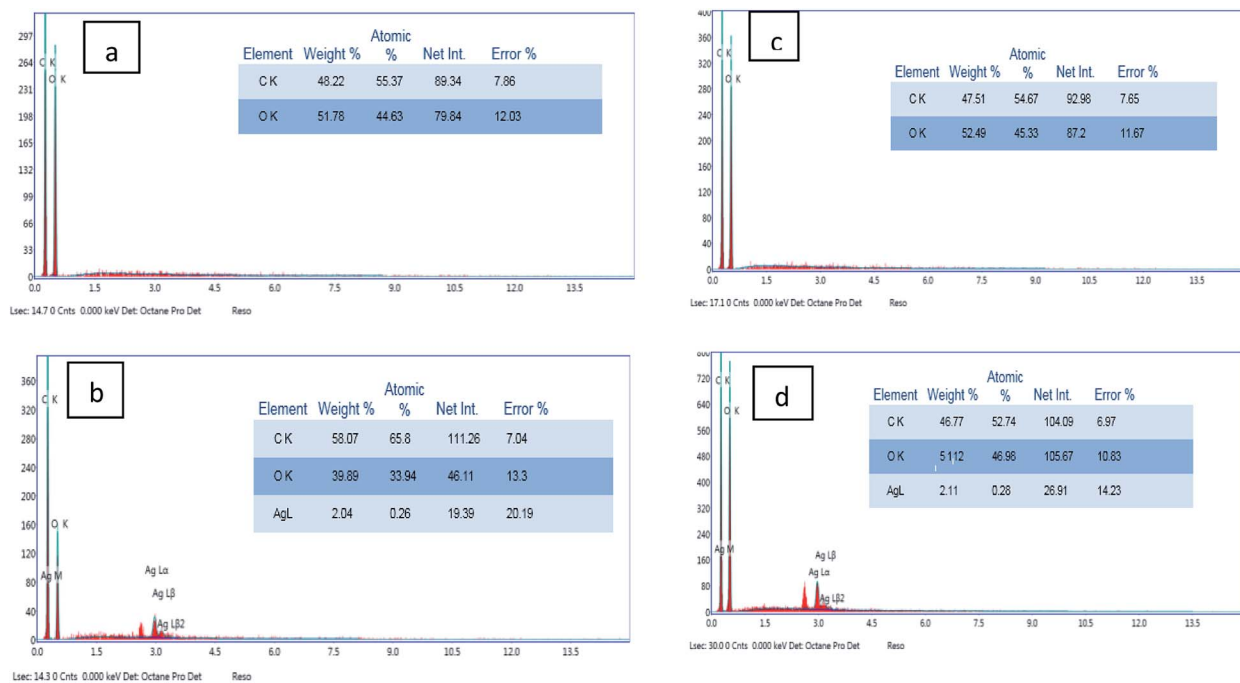 a
297
264
231
198
165
132
99
66
33
0
C K
O K
Atomic
Element Weight % % Net Int. Error %
C K 48.22 55.37 89.34 7.86
O K 51.78 44.63 79.84 12.03
0.0 1.5 3.0 4.5 6.0 7.5 9.0 10.5 12.0 13.5
Lsec: 14.7 0 Cnts 0.000 keV Det: Octane Pro Det Reso
c
400
360
320
280
240
200
160
120
80
40
0
C K
O K
Atomic
Element Weight % % Net Int. Error %
C K 47.51 54.67 92.98 7.65
O K 52.49 45.33 87.2 11.67
0.0 1.5 3.0 4.5 6.0 7.5 9.0 10.5 12.0 13.5
Lsec: 17.1 0 Cnts 0.000 keV Det: Octane Pro Det Reso
b
360
320
280
240
200
160
120
80
40
0
C K
O K
Ag M
Ag Lα
Ag Lβ
Ag Lβ2
Atomic
Element Weight % % Net Int. Error %
C K 58.07 65.8 111.26 7.04
O K 39.89 33.94 46.11 13.3
AgL 2.04 0.26 19.39 20.19
0.0 1.5 3.0 4.5 6.0 7.5 9.0 10.5 12.0 13.5
Lsec: 14.3 0 Cnts 0.000 keV Det: Octane Pro Det Reso
d
800
720
640
560
480
400
320
240
160
80
0
C K
O K
Ag M
Ag Lβ
Ag Lα
Ag Lβ2
Atomic
Element Weight % % Net Int. Error %
C K 46.77 52.74 104.09 6.97
O K 5112 46.98 105.67 10.83
AgL 2.11 0.28 26.91 14.23
0.0 1.5 3.0 4.5 6.0 7.5 9.0 10.5 12.0 13.5
Lsec: 30.0 0 Cnts 0.000 keV Det: Octane Pro Det Reso